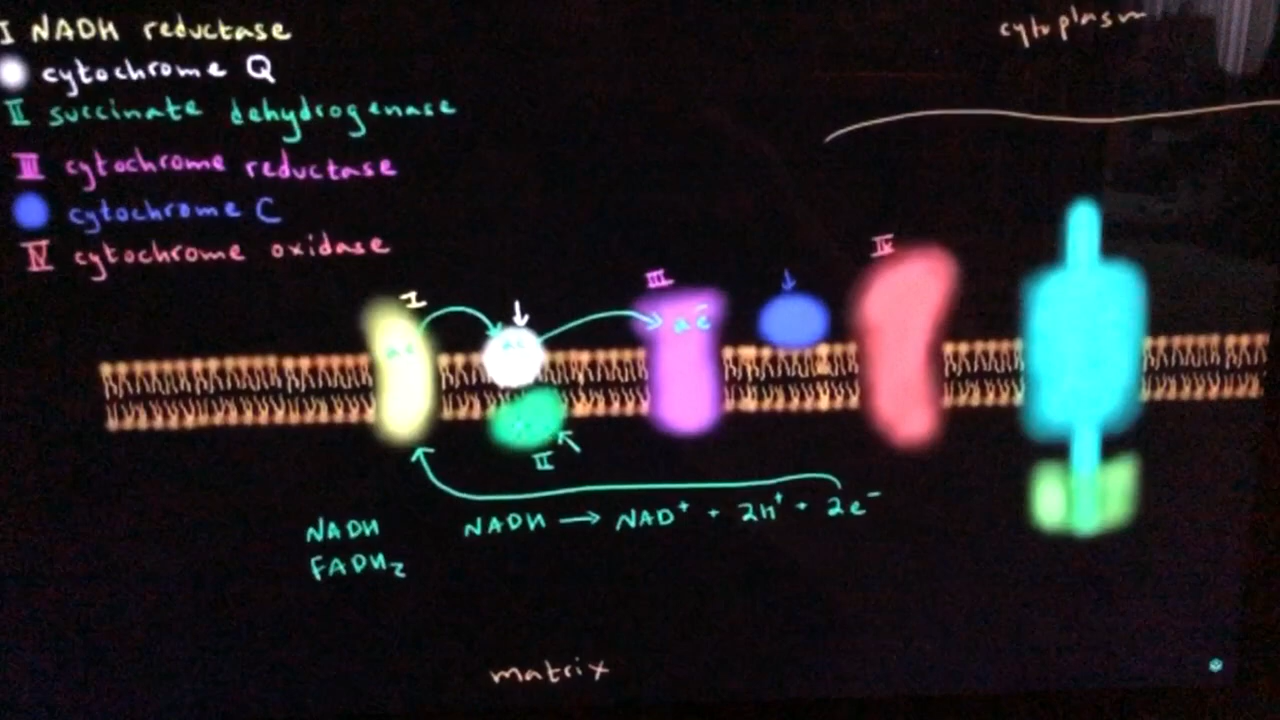 I NADH reductase
cytoplasm
cytochrome Q
II succinate dehydrogenase
III cytochrome reductase
cytochrome C
IV cytochrome oxidase
I
III
IV
2e⁻
II
NADH
FADH₂
NADH → NAD⁺ + 2H⁺ + 2e⁻
matrix